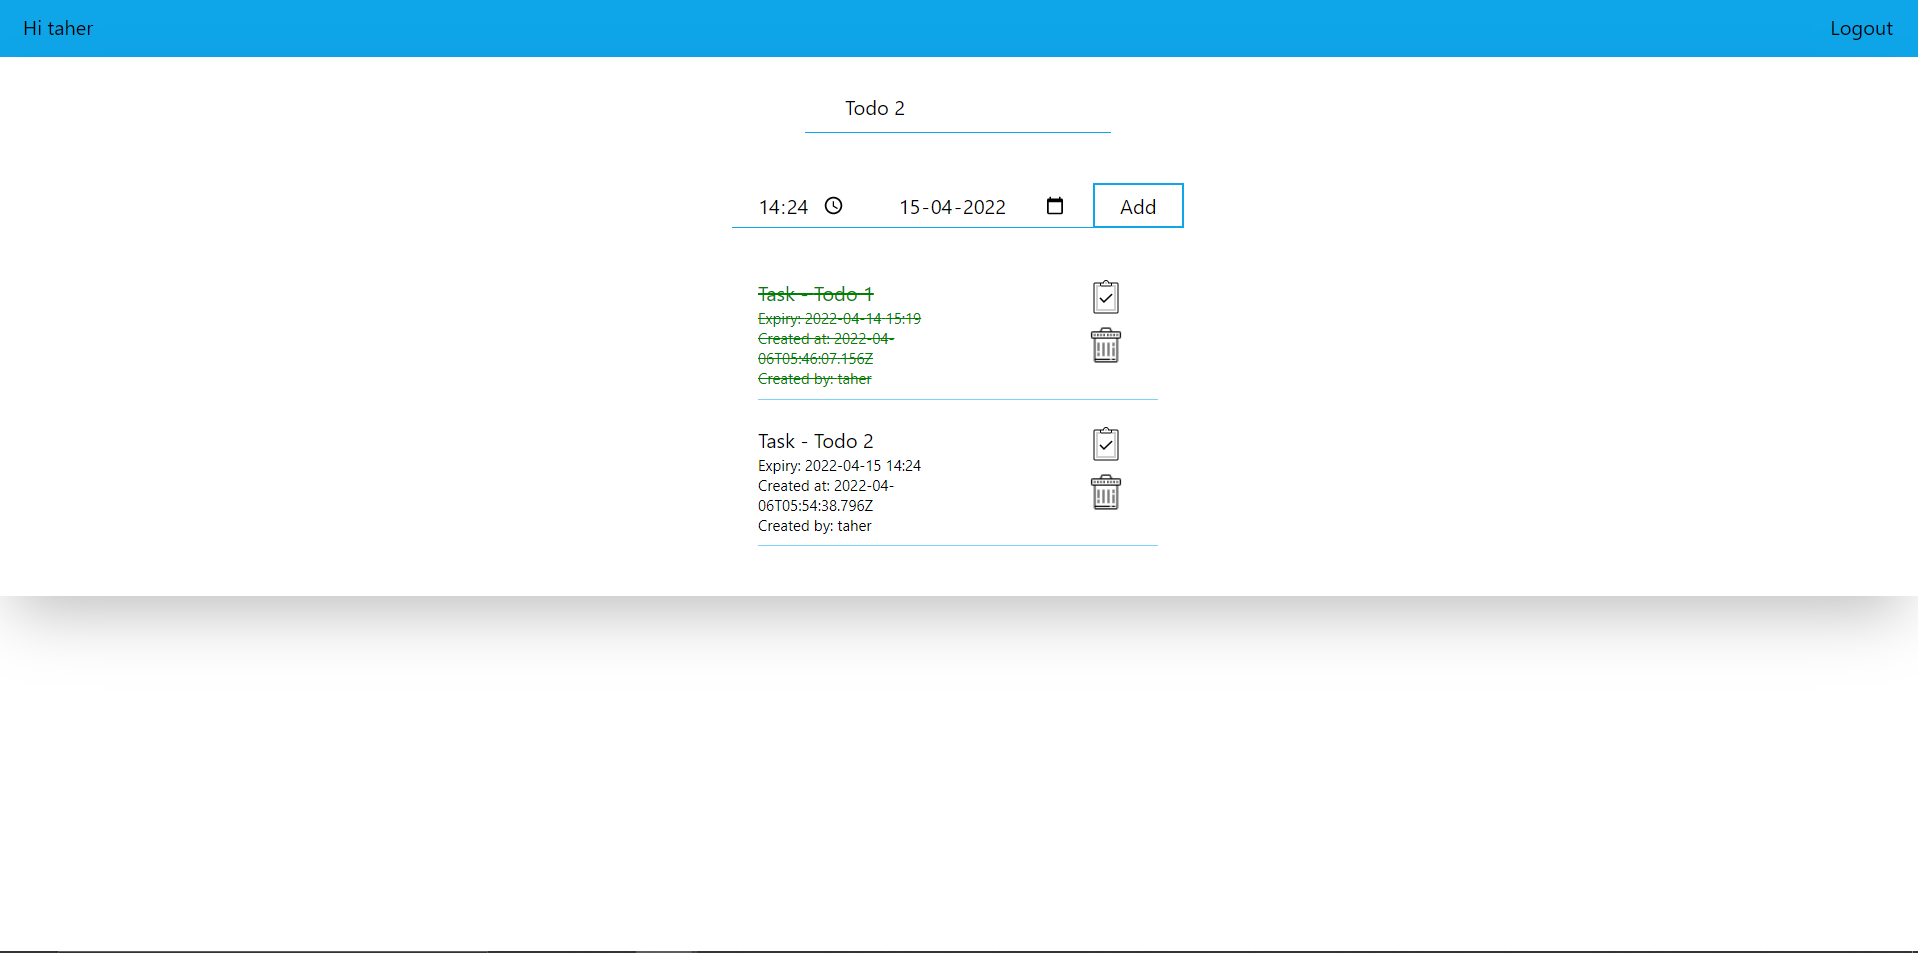 Hi taher
Logout
Todo 2
14:24
15-04-2022
Add
Task - Todo 1
Expiry: 2022-04-14 15:19
Created at: 2022-04-
06T05:46:07.156Z
Created by: taher
Task - Todo 2
Expiry: 2022-04-15 14:24
Created at: 2022-04-
06T05:54:38.796Z
Created by: taher